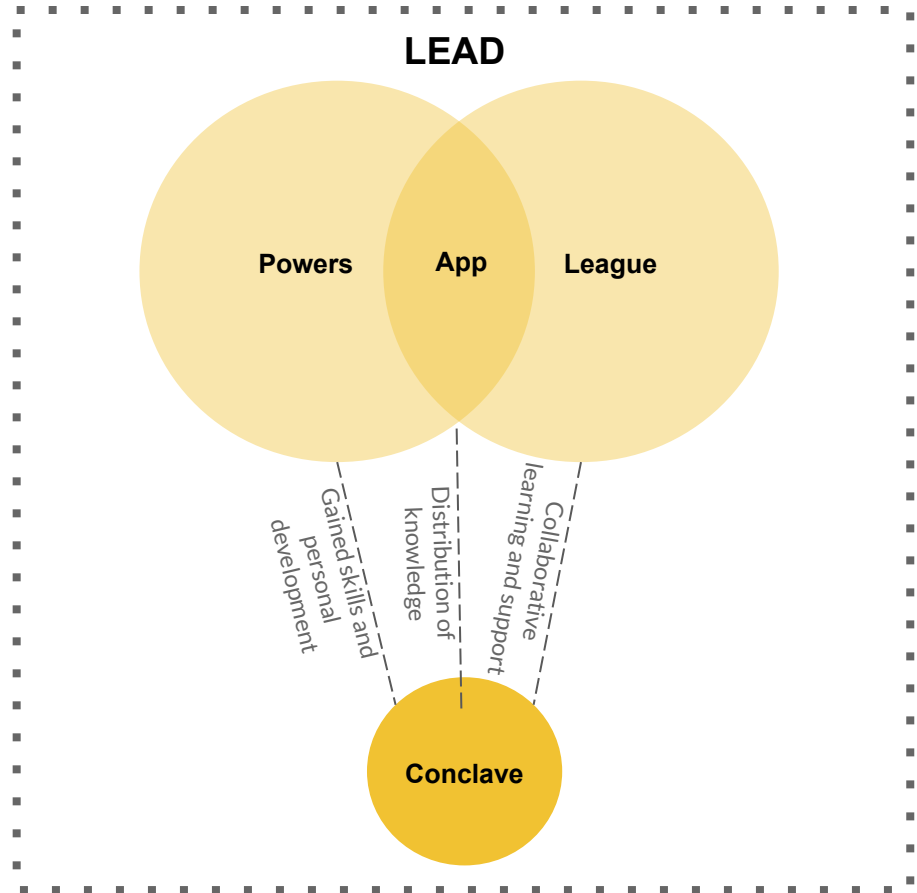 LEAD
Powers
App
League
Gained skills and
personal
development
Distribution of
knowledge
Collaborative
learning and support
Conclave